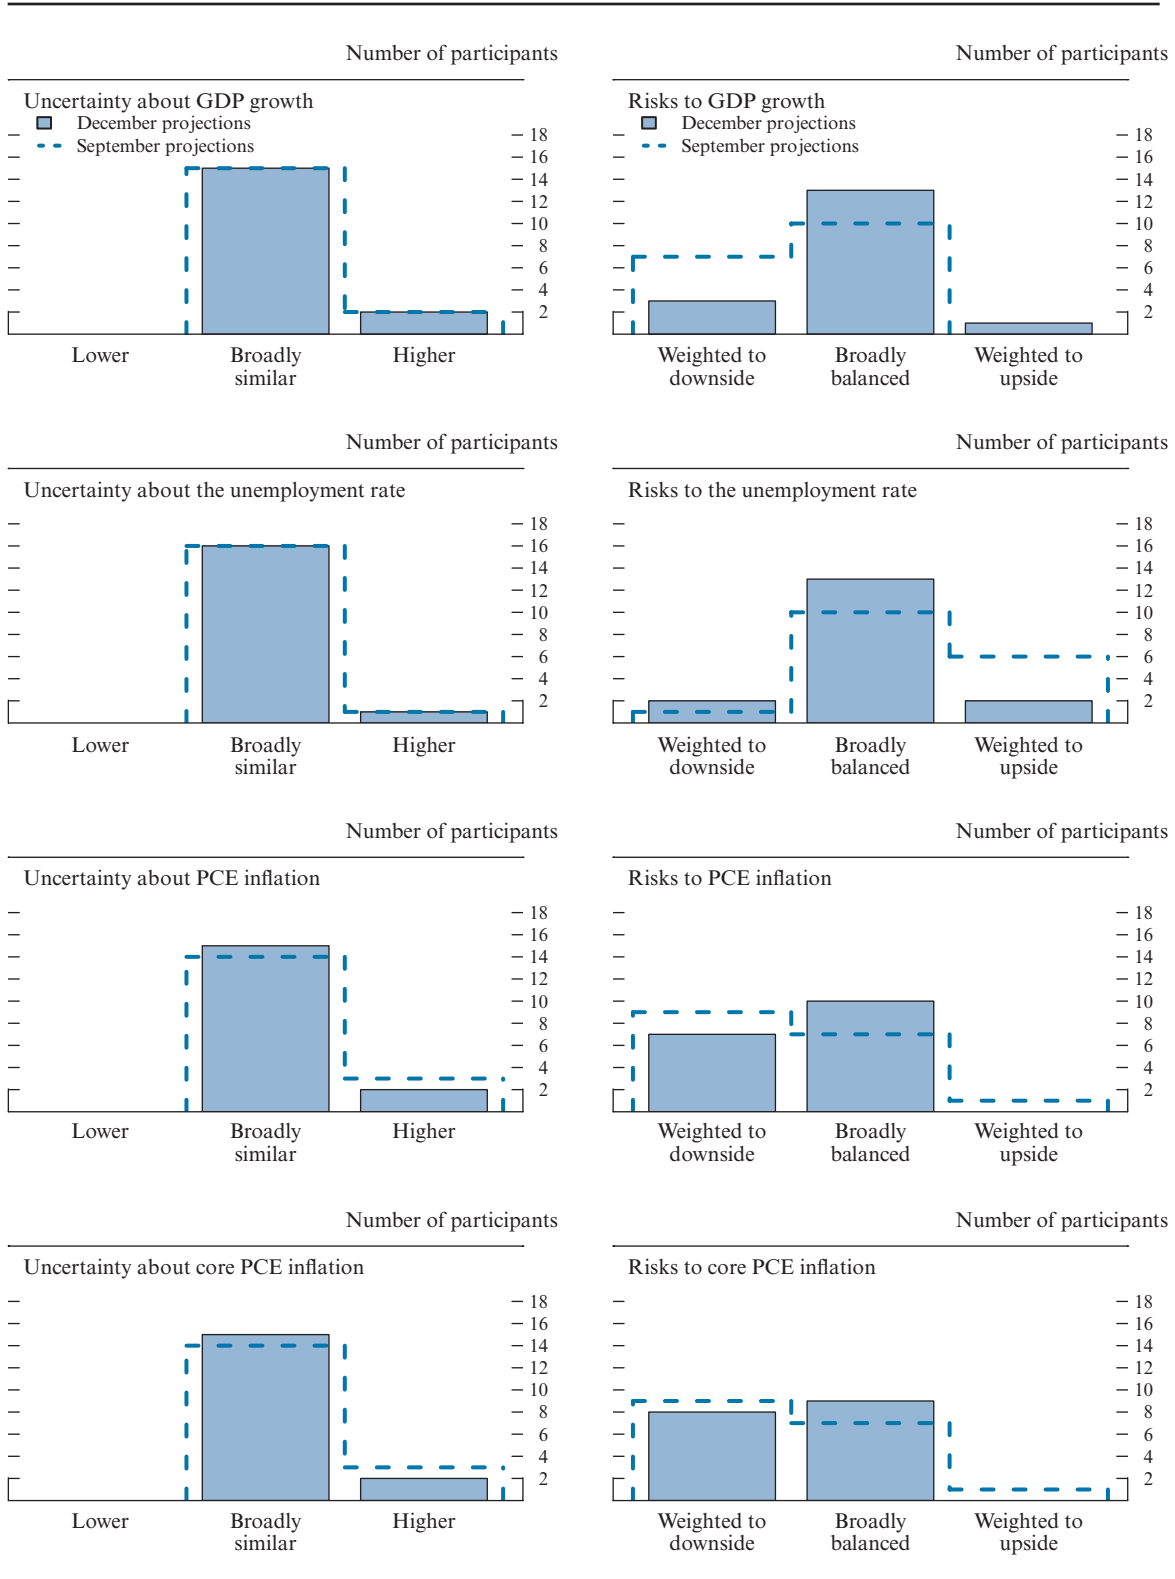 Number of participants
Uncertainty about GDP growth
December projections
September projections
18
16
14
12
10
8
6
4
2
Lower
Broadly
similar
Higher
Number of participants
Risks to GDP growth
December projections
September projections
18
16
14
12
10
8
6
4
2
Weighted to
downside
Broadly
balanced
Weighted to
upside
Number of participants
Uncertainty about the unemployment rate
18
16
14
12
10
8
6
4
2
Lower
Broadly
similar
Higher
Number of participants
Risks to the unemployment rate
18
16
14
12
10
8
6
4
2
Weighted to
downside
Broadly
balanced
Weighted to
upside
Number of participants
Uncertainty about PCE inflation
18
16
14
12
10
8
6
4
2
Lower
Broadly
similar
Higher
Number of participants
Risks to PCE inflation
18
16
14
12
10
8
6
4
2
Weighted to
downside
Broadly
balanced
Weighted to
upside
Number of participants
Uncertainty about core PCE inflation
18
16
14
12
10
8
6
4
2
Lower
Broadly
similar
Higher
Number of participants
Risks to core PCE inflation
18
16
14
12
10
8
6
4
2
Weighted to
downside
Broadly
balanced
Weighted to
upside